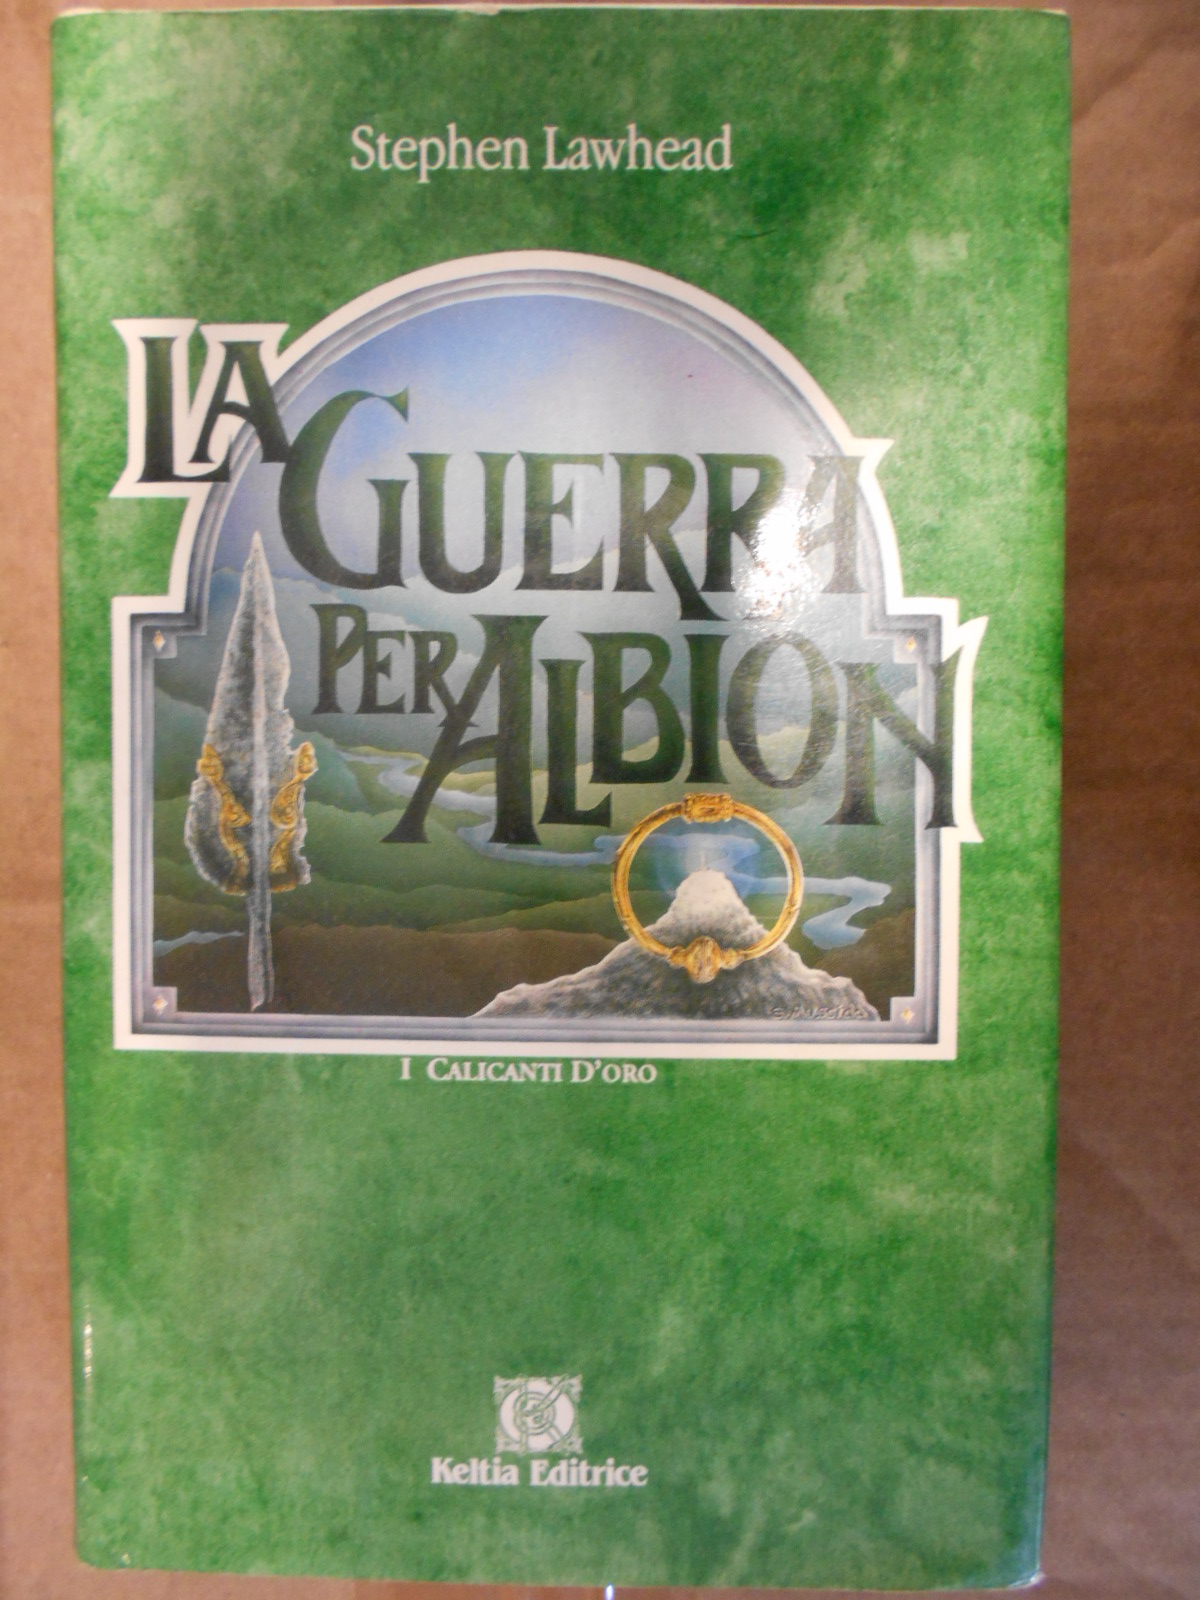 Stephen Lawhead
LA
GUERRA
PER ALBION
I CALICANTI D'ORO
Keltia Editrice